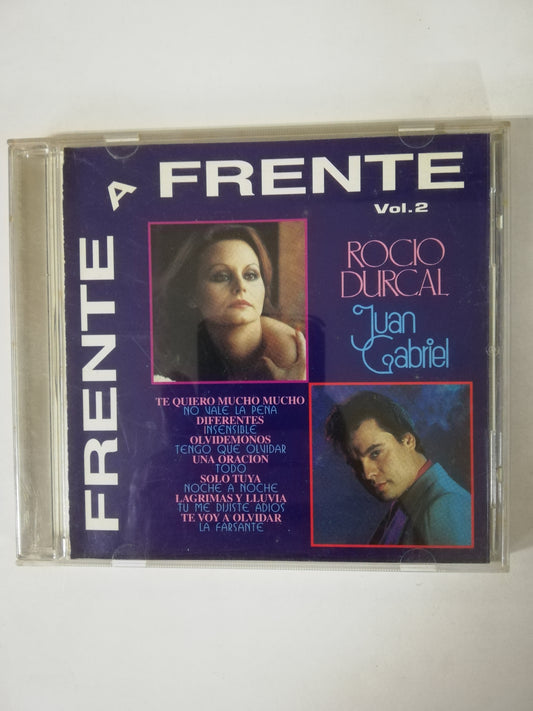 FRENTE A FRENTE
Vol.2
ROCIO
DURCAL
Juan
Gabriel
TE QUIERO MUCHO MUCHO
NO VALE LA PENA
DIFERENTES
INSENSIBLE
OLVIDEMONOS
TENGO QUE OLVIDAR
UNA ORACION
TODO
SOLO TUYA
NOCHE A NOCHE
LAGRIMAS Y LLUVIA
TU ME DIJISTE ADIOS
TE VOY A OLVIDAR
LA FARSANTE